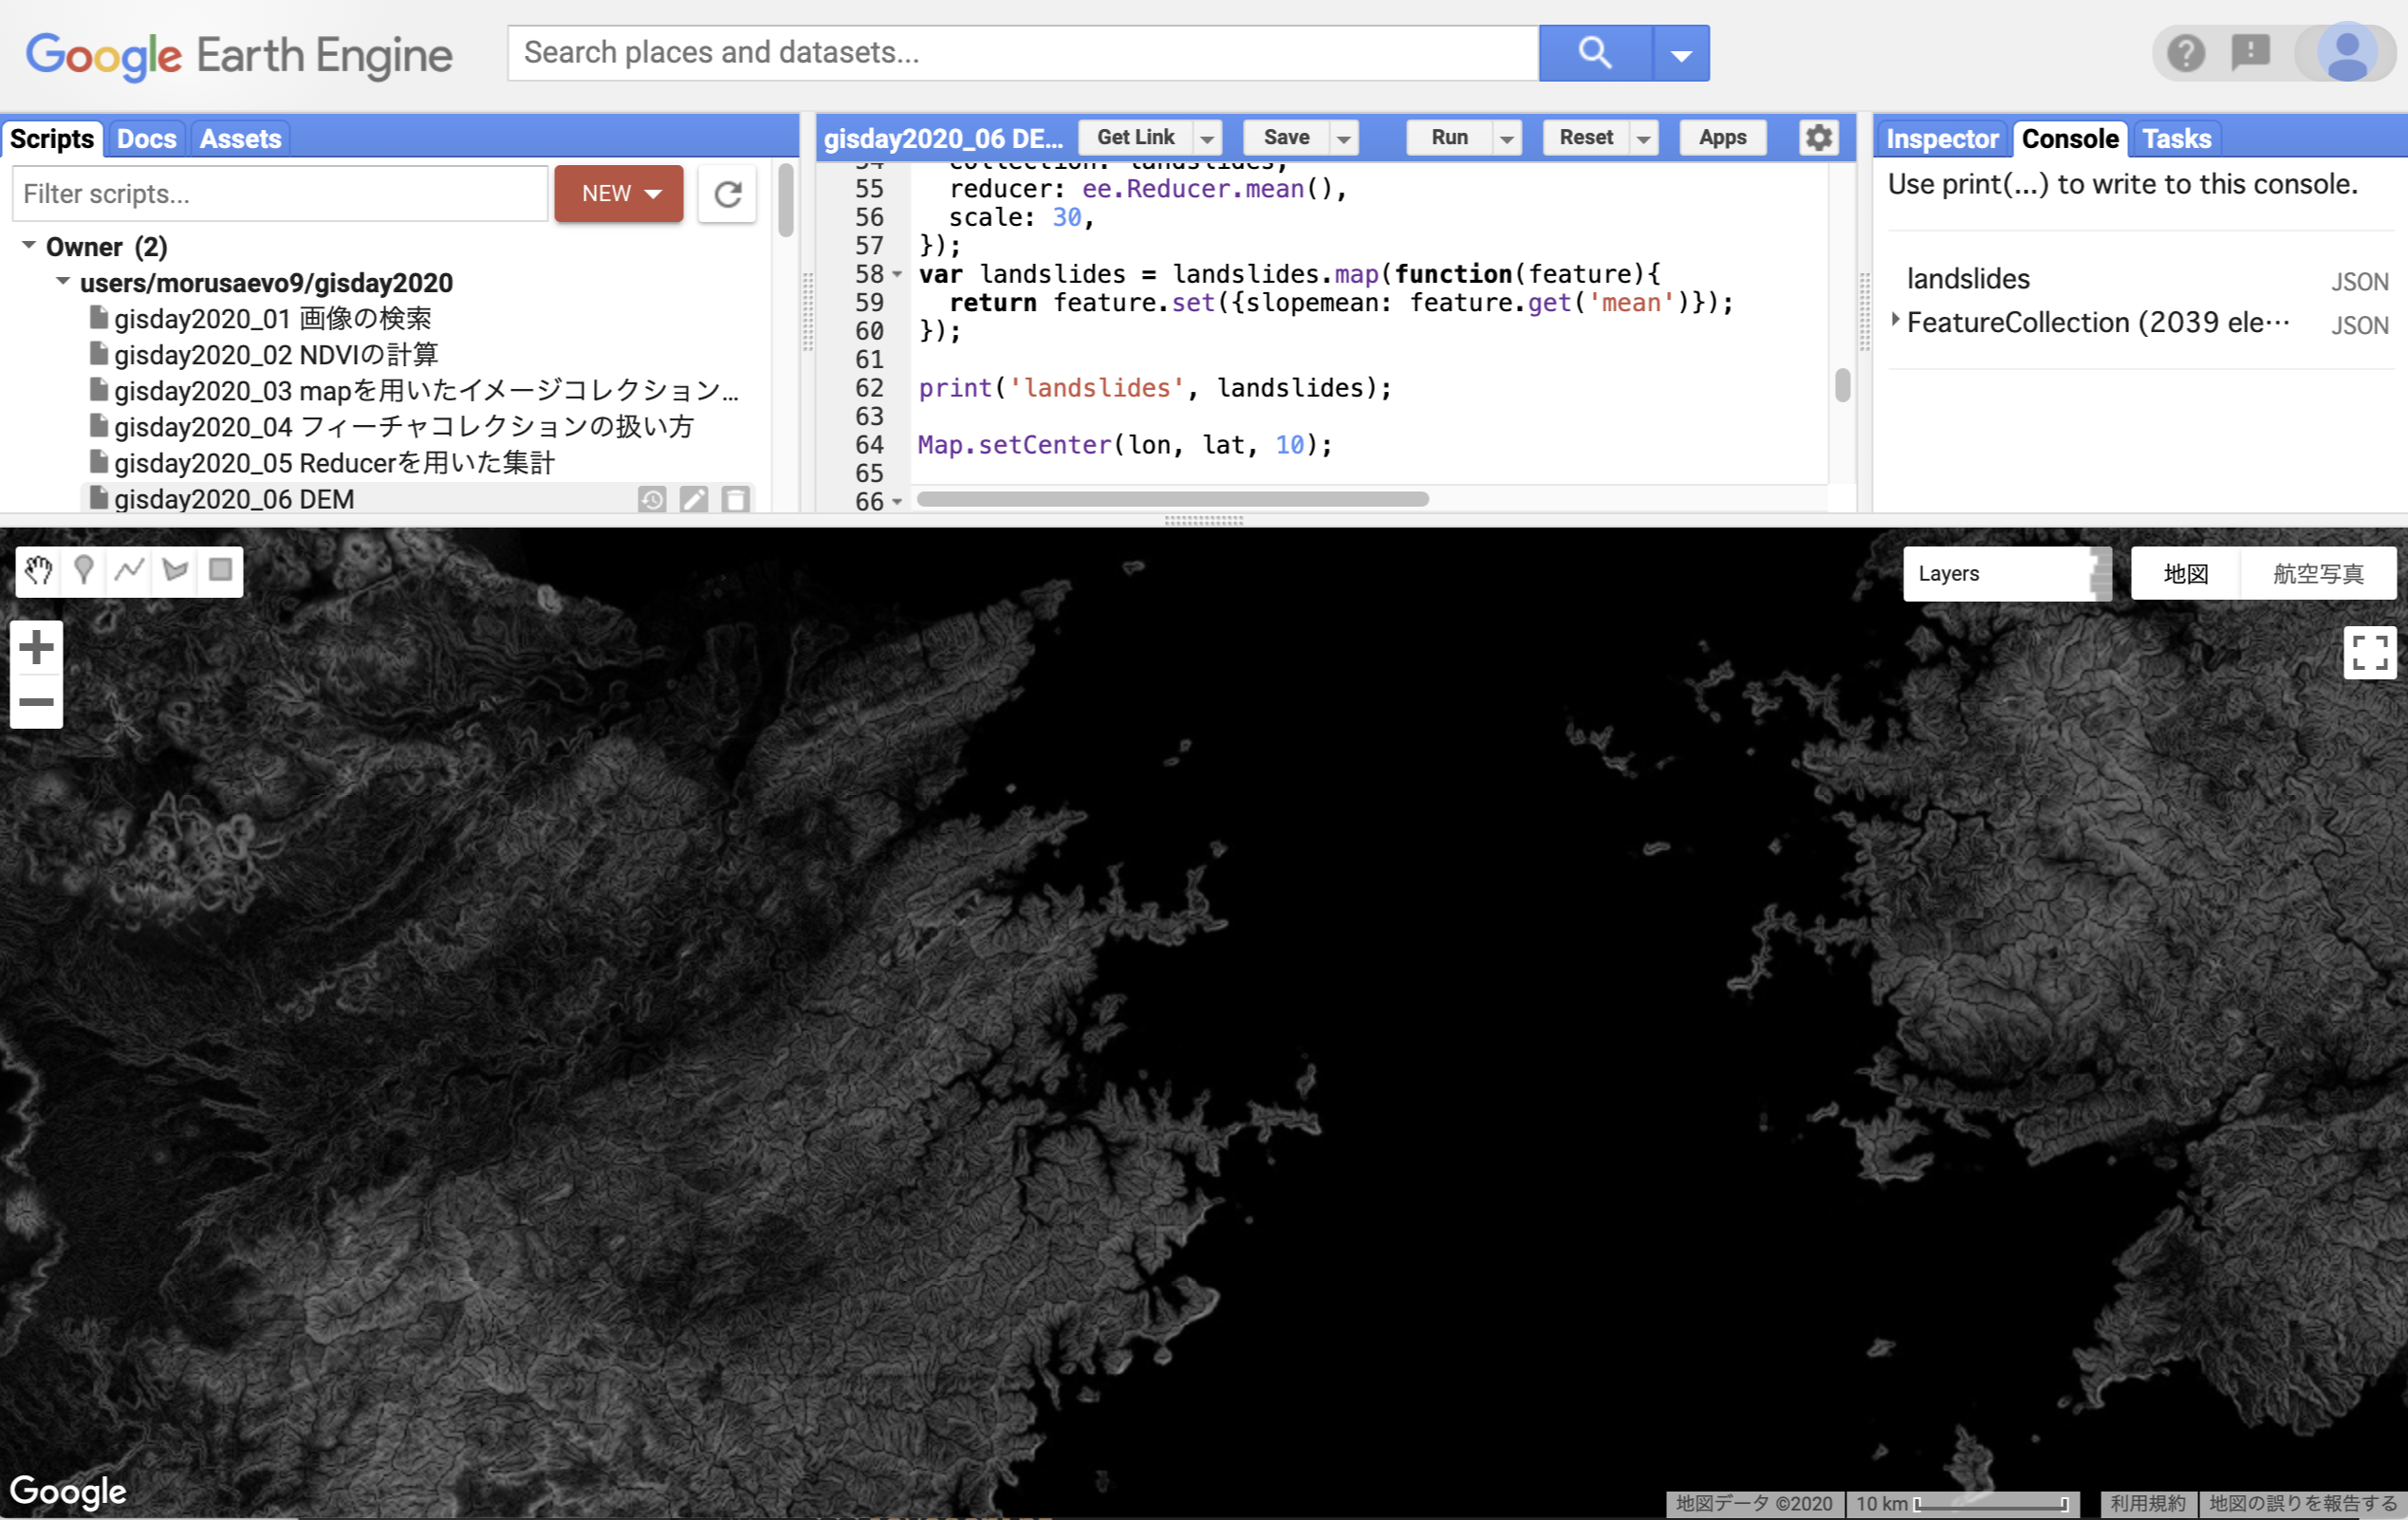 Google Earth Engine
Search places and datasets...
Scripts
Docs
Assets
Filter scripts...
NEW
Owner (2)
users/morusaevo9/gisday2020
gisday2020_01 画像の検索
gisday2020_02 NDVIの計算
gisday2020_03 mapを用いたイメージコレクション...
gisday2020_04 フィーチャコレクションの扱い方
gisday2020_05 Reducerを用いた集計
gisday2020_06 DEM
gisday2020_06 DE...
Get Link
Save
Run
Reset
Apps
54 collection: landslides,
55 reducer: ee.Reducer.mean(),
56 scale: 30,
57 });
58 var landslides = landslides.map(function(feature){
59 return feature.set({slopemean: feature.get('mean')});
60 });
61
62 print('landslides', landslides);
63
64 Map.setCenter(lon, lat, 10);
65
66
Inspector
Console
Tasks
Use print(...) to write to this console.
landslides
JSON
FeatureCollection (2039 ele…
JSON
Layers
地図
航空写真
Google
地図データ ©2020
10 km
利用規約
地図の誤りを報告する